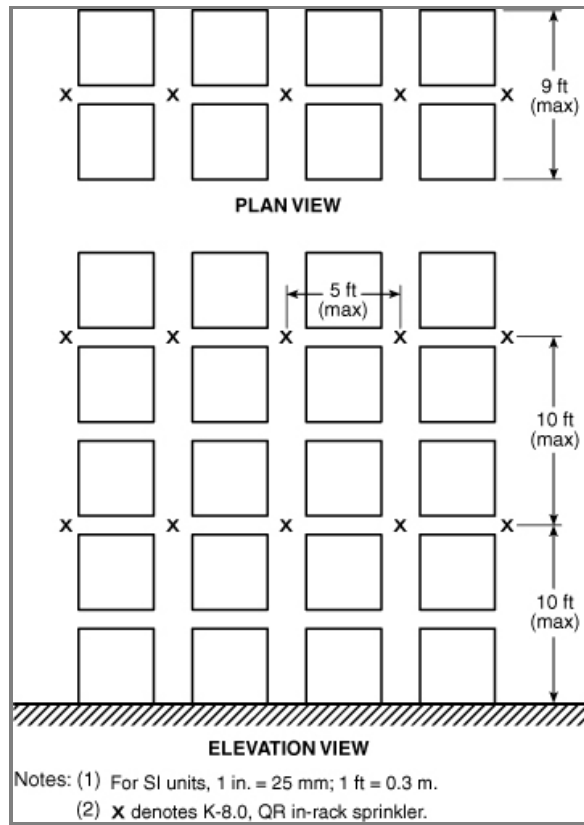 X X X X X
9 ft
(max)
PLAN VIEW
5 ft
(max)
X X X X X
10 ft
(max)
X X X X X
10 ft
(max)
ELEVATION VIEW
Notes: (1) For SI units, 1 in. = 25 mm; 1 ft = 0.3 m.
(2) X denotes K-8.0, QR in-rack sprinkler.